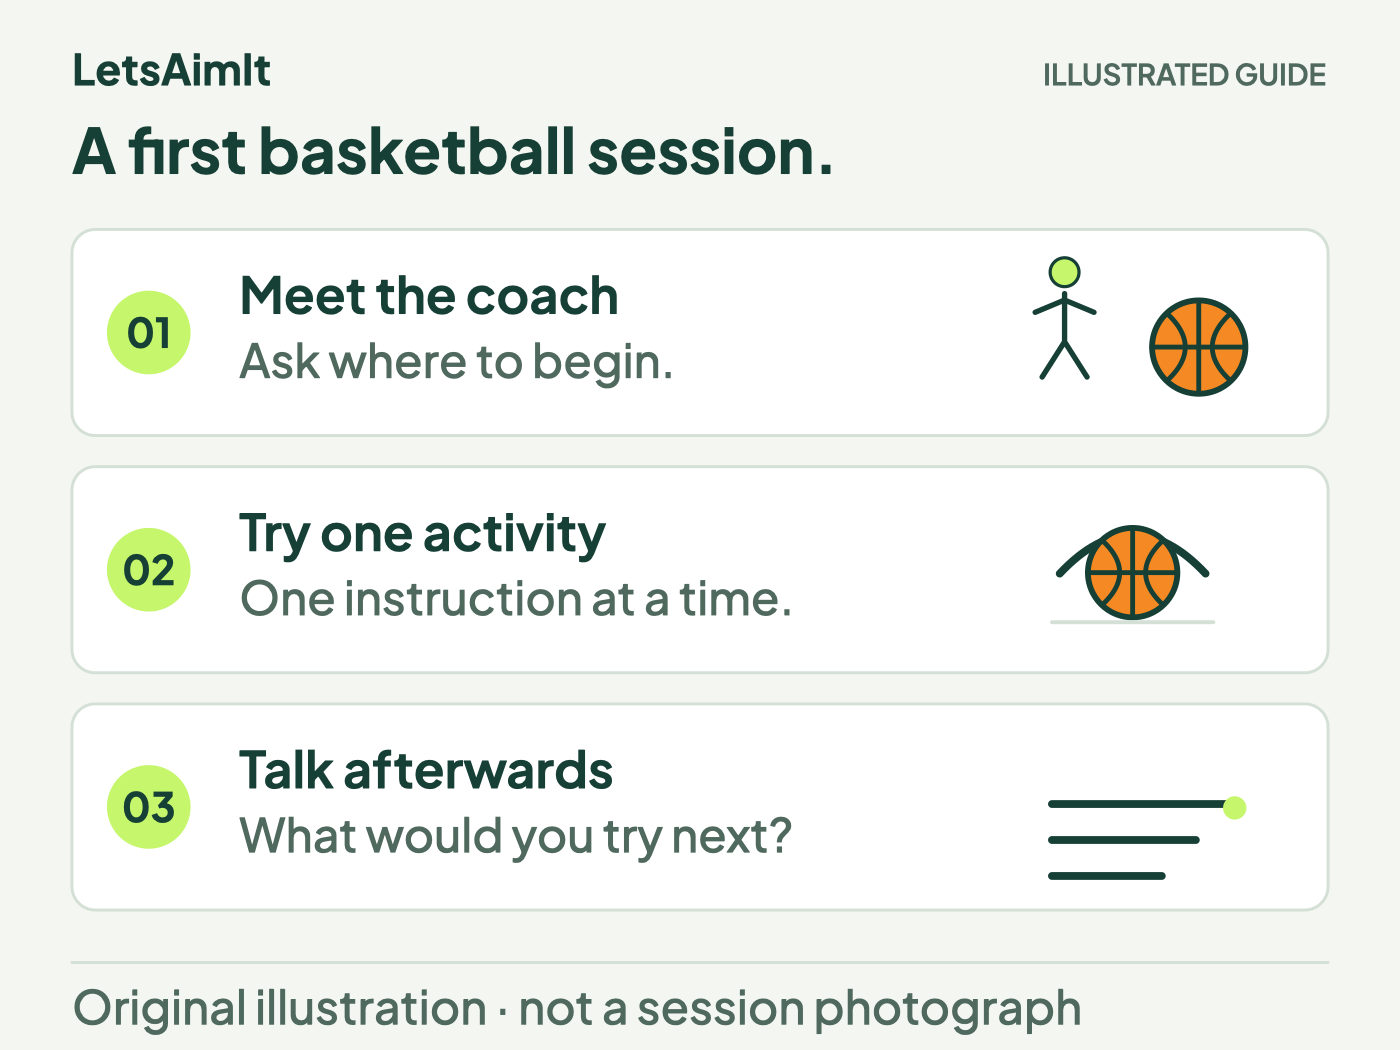 LetsAimIt
ILLUSTRATED GUIDE
A first basketball session.
01
Meet the coach
Ask where to begin.
02
Try one activity
One instruction at a time.
03
Talk afterwards
What would you try next?
Original illustration · not a session photograph